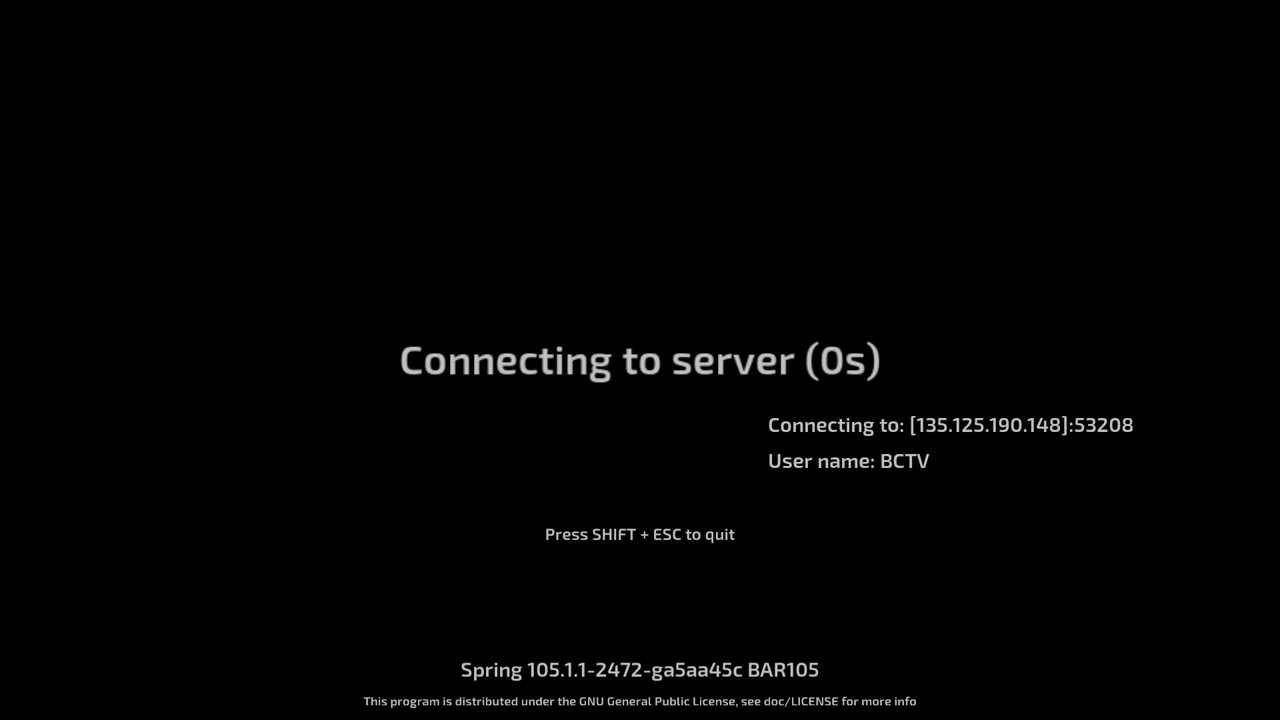 Connecting to server (0s)
Connecting to: [135.125.190.148]:53208
User name: BCTV
Press SHIFT + ESC to quit
Spring 105.1.1-2472-ga5aa45c BAR105
This program is distributed under the GNU General Public License, see doc/LICENSE for more info